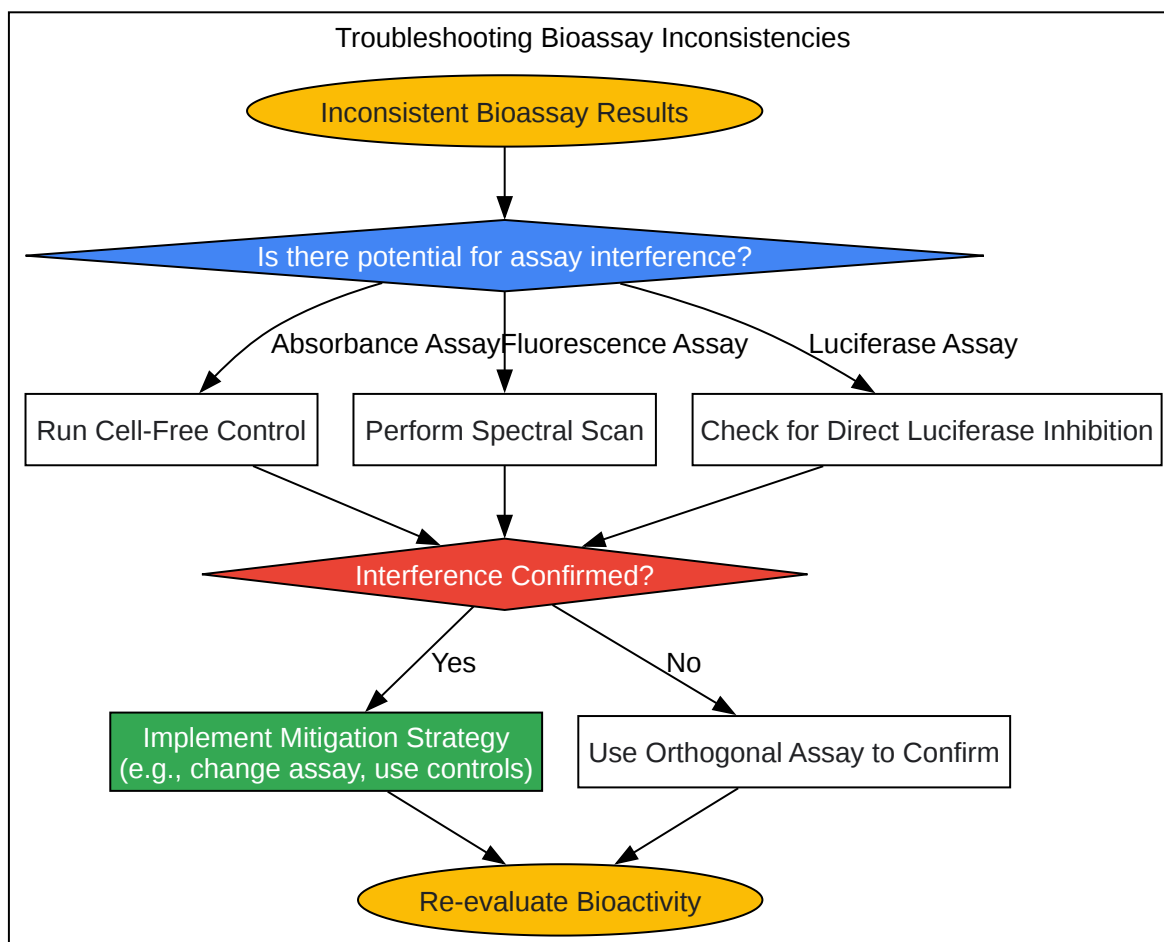 Troubleshooting Bioassay Inconsistencies
Inconsistent Bioassay Results
Is there potential for assay interference?
Absorbance Assay
Fluorescence Assay
Luciferase Assay
Run Cell-Free Control
Perform Spectral Scan
Check for Direct Luciferase Inhibition
Interference Confirmed?
Yes
No
Implement Mitigation Strategy
(e.g., change assay, use controls)
Use Orthogonal Assay to Confirm
Re-evaluate Bioactivity